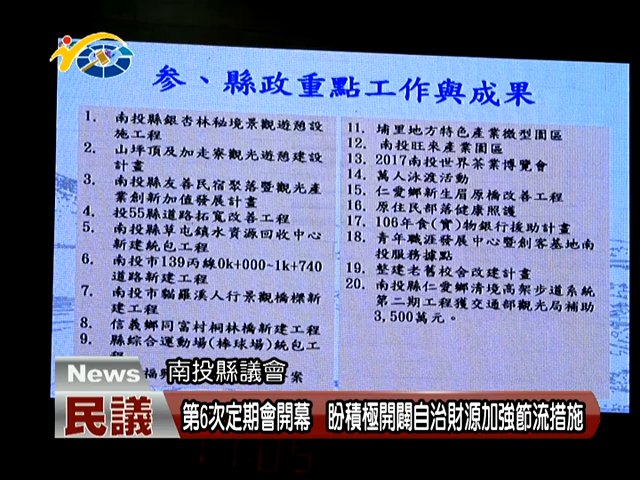 參、縣政重點工作與成果
1. 南投縣銀杏林秘境景觀遊憩設
施工程
2. 山坪頂及加走寮觀光遊憩建設
計畫
3. 南投縣友善民宿聚落暨觀光產
業創新加值發展計畫
4. 投55縣道路拓寬改善工程
5. 南投縣草屯鎮水資源回收中心
新建統包工程
6. 南投市139丙線0k+000~1k+740
道路新建工程
7. 南投市貓羅溪人行景觀橋標新
建工程
8. 信義鄉同富村桐林橋新建工程
9. 縣綜合運動場(棒球場)統包工
程
福興
案
11. 埔里地方特色產業微型園區
12. 南投旺來產業園區
13. 2017南投世界茶業博覽會
14. 萬人泳渡活動
15. 仁愛鄉新生眉原橋改善工程
16. 原住民部落健康照護
17. 106年食(實)物銀行援助計畫
18. 青年職涯發展中心暨創客基地南
投服務據點
19. 整建老舊校舍改建計畫
20. 南投縣仁愛鄉清境高架步道系統
第二期工程獲交通部觀光局補助
3,500萬元。
News 南投縣議會
民議 第6次定期會開幕 盼積極開闢自治財源加強節流措施